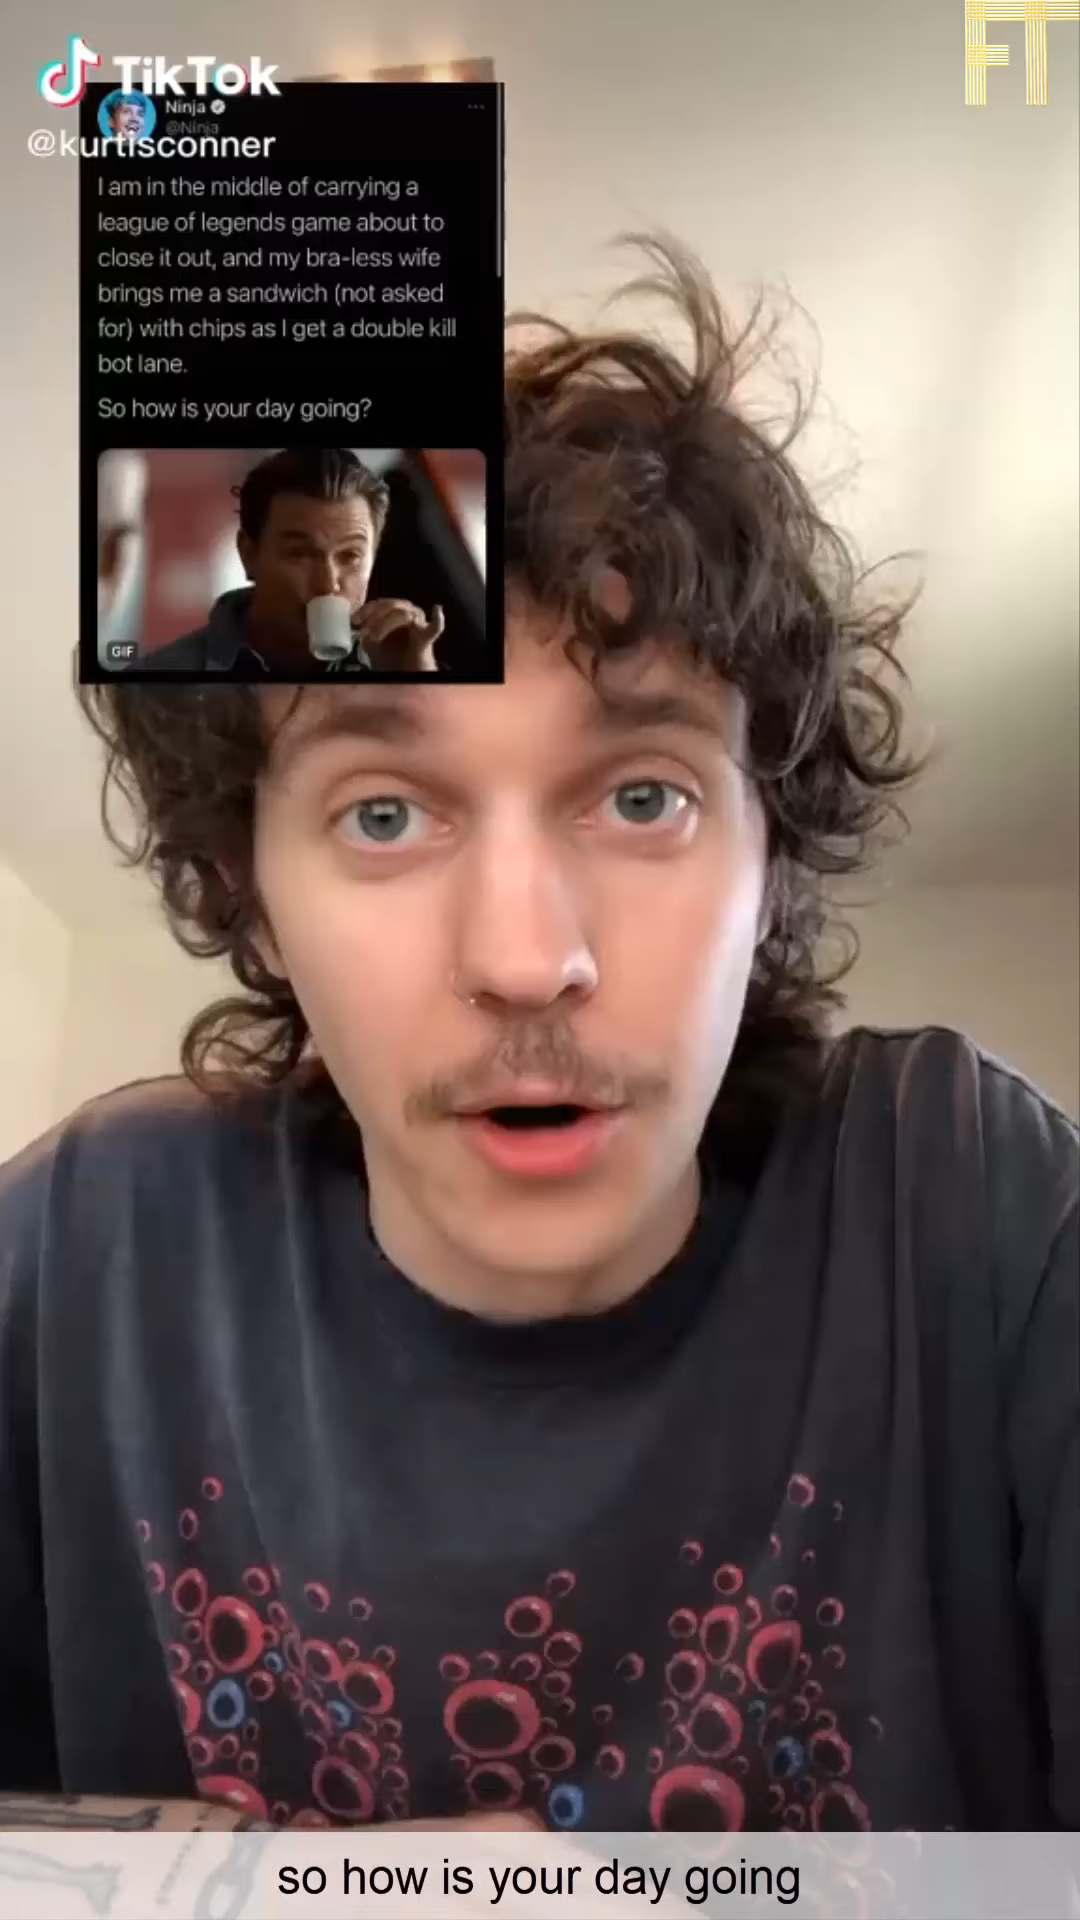 FT
TikTok
Ninja
@Ninja
@kurtisconner
I am in the middle of carrying a
league of legends game about to
close it out, and my bra-less wife
brings me a sandwich (not asked
for) with chips as I get a double kill
bot lane.
So how is your day going?
GIF
so how is your day going